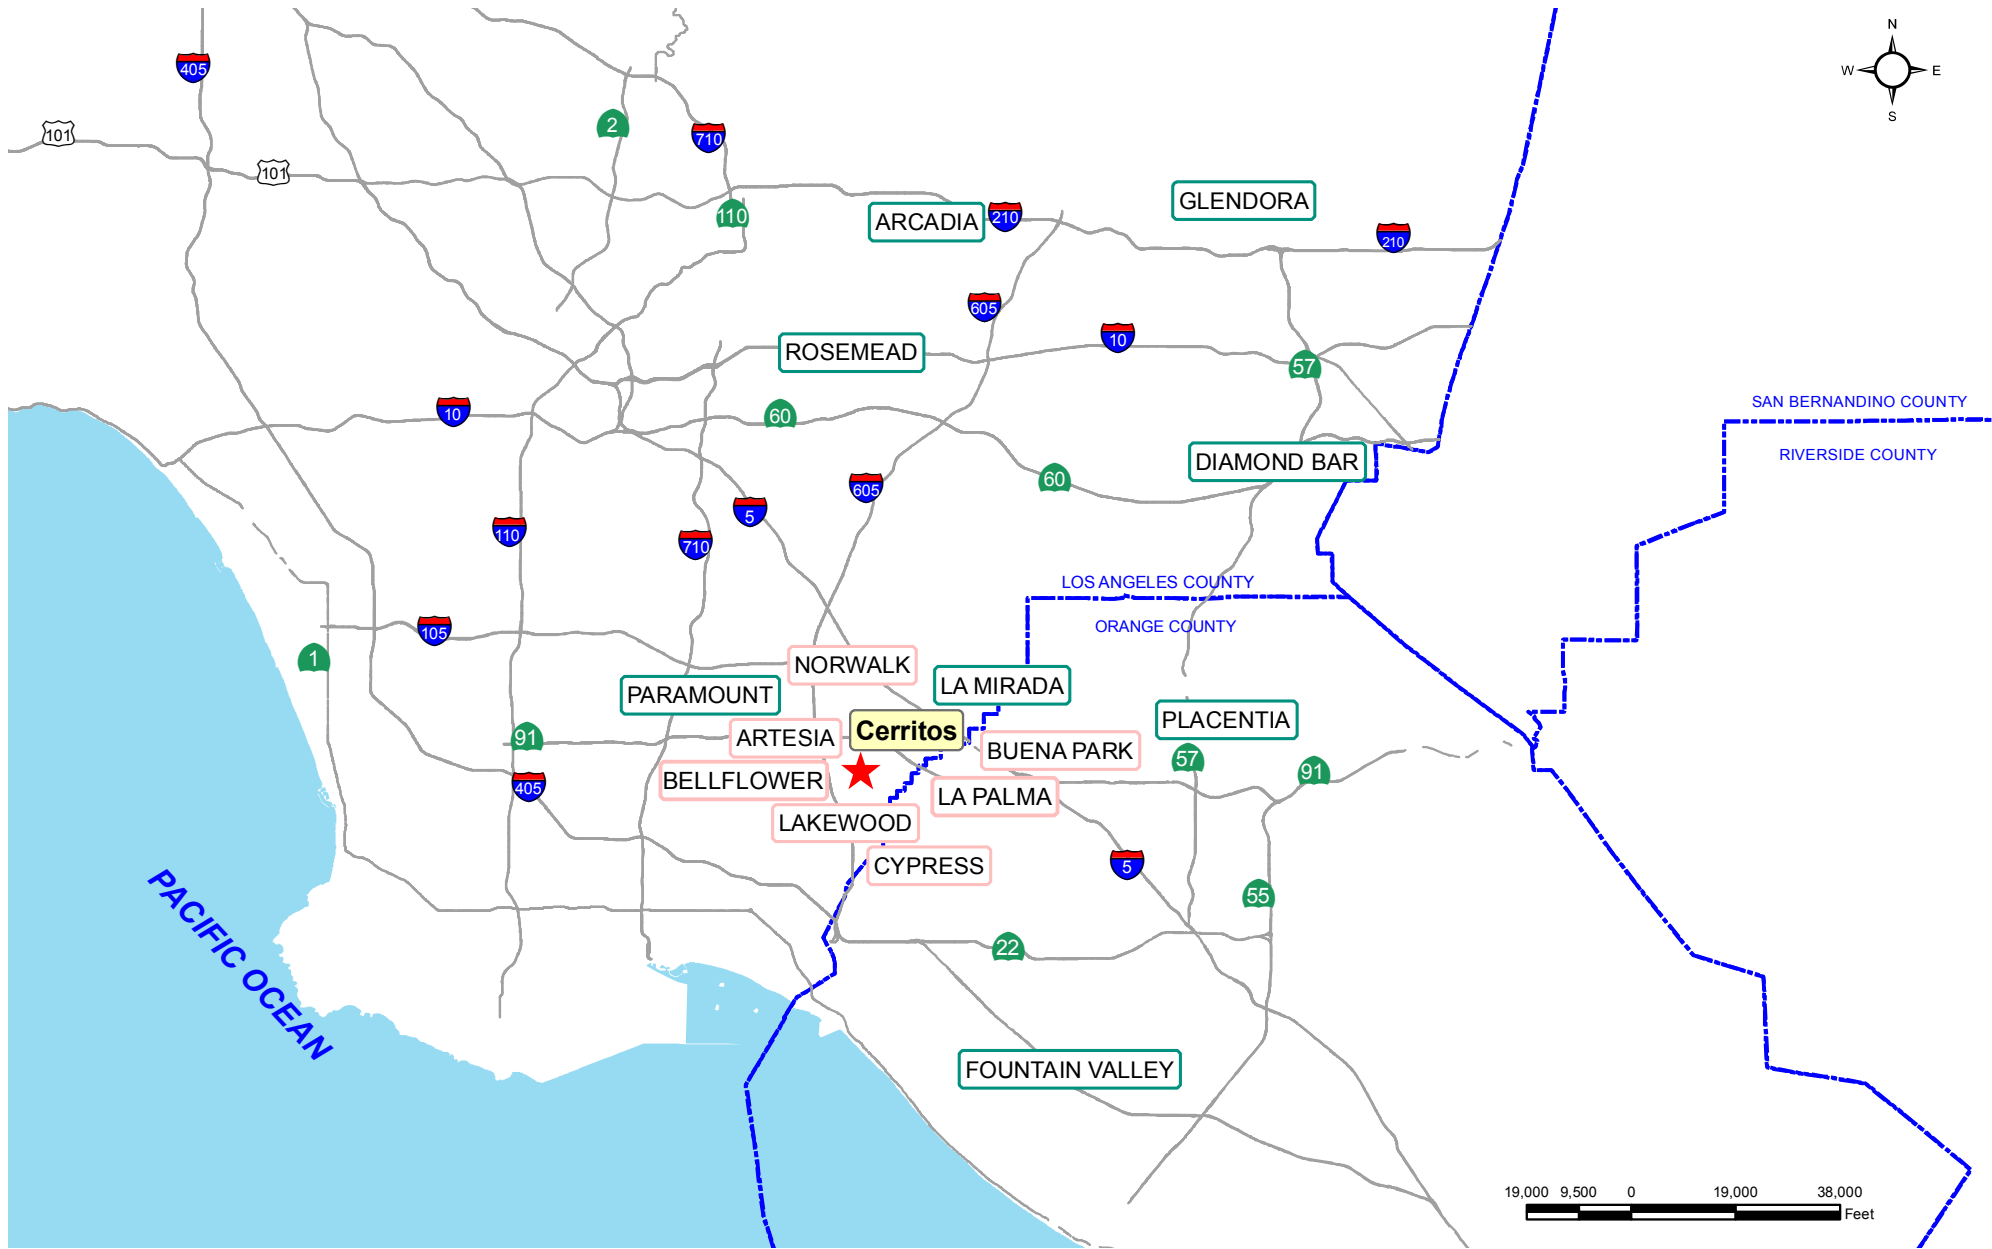 N
W E
S
405
101
101
2
710
110
ARCADIA
210
GLENDORA
210
605
10
ROSEMEAD
57
10
60
SAN BERNANDINO COUNTY
RIVERSIDE COUNTY
DIAMOND BAR
60
605
5
110
710
LOS ANGELES COUNTY
ORANGE COUNTY
105
1
NORWALK
LA MIRADA
PARAMOUNT
PLACENTIA
91
ARTESIA
Cerritos
BUENA PARK
57
91
BELLFLOWER
405
LA PALMA
LAKEWOOD
CYPRESS
5
55
PACIFIC OCEAN
22
FOUNTAIN VALLEY
19,000 9,500 0 19,000 38,000
Feet